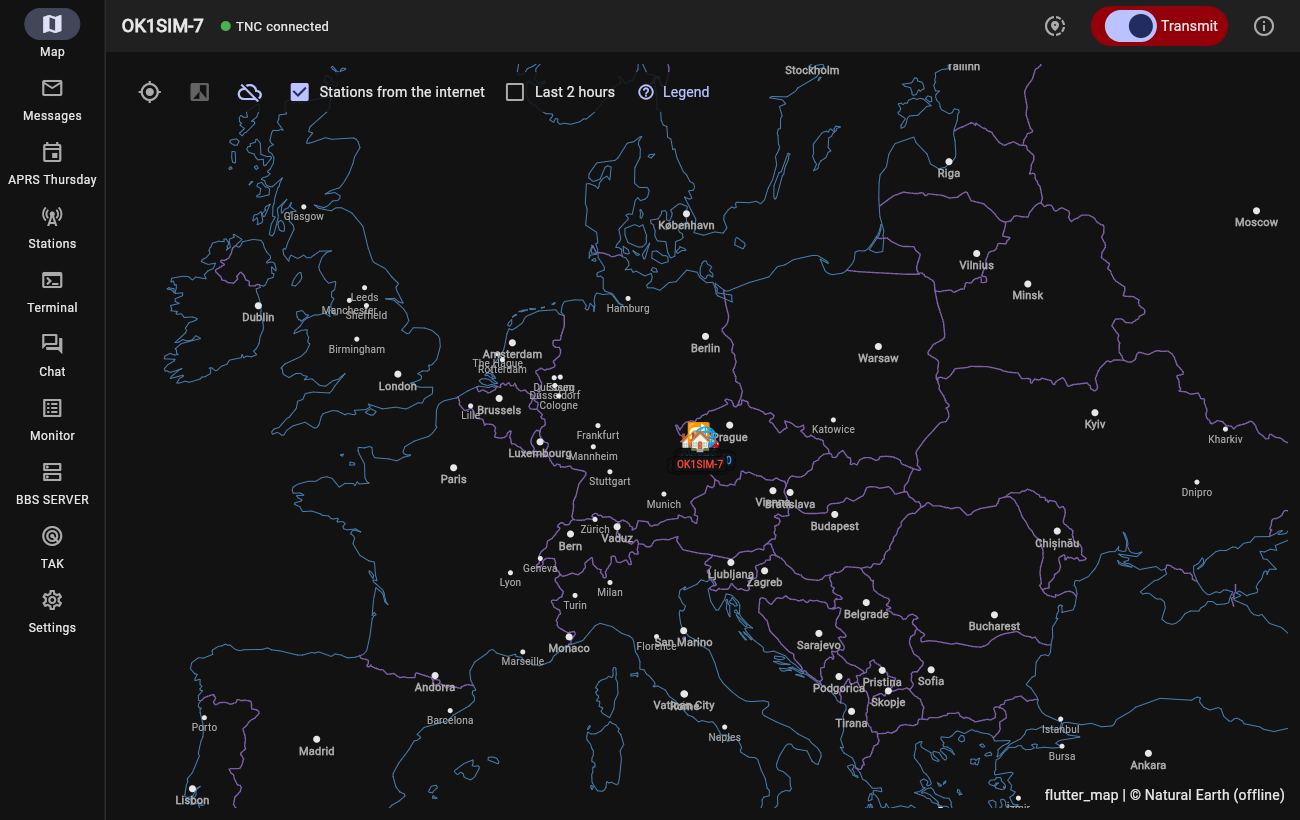 OK1SIM-7
TNC connected
Transmit
Map
Messages
APRS Thursday
Stations
Terminal
Chat
Monitor
BBS SERVER
TAK
Settings
Stations from the internet
Last 2 hours
Legend
Stockholm
Tallinn
Riga
Moscow
Glasgow
København
Vilnius
Minsk
Leeds
Manchester
Sheffield
Dublin
Hamburg
Birmingham
Berlin
Warsaw
Amsterdam
The Hague
Rotterdam
London
Essen
Düsseldorf
Cologne
Brussels
Lille
Kyiv
Kharkiv
Katowice
Prague
Frankfurt
Luxembourg
Mannheim
OK1SIM-7
Paris
Stuttgart
Munich
Vienna
Bratislava
Dnipro
Budapest
Zürich
Vaduz
Bern
Chișinău
Geneva
Lyon
Ljubljana
Zagreb
Milan
Turin
Belgrade
Bucharest
Monaco
Florence
San Marino
Sarajevo
Marseille
Andorra
Podgorica
Pristina
Sofia
Skopje
Vatican City
Rome
Barcelona
Porto
Tirana
Naples
Istanbul
Madrid
Bursa
Ankara
Lisbon
İzmir
flutter_map | © Natural Earth (offline)